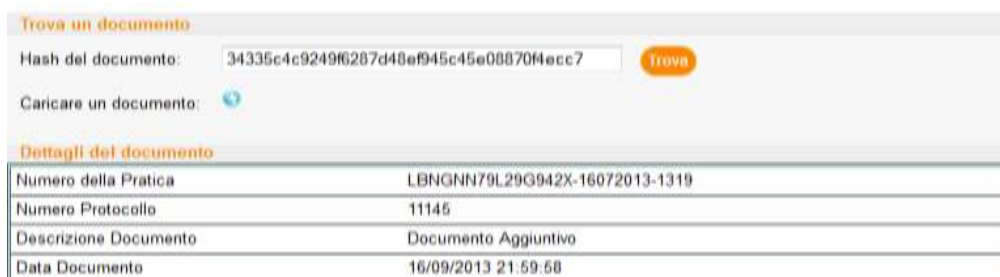 Trova un documento
Hash del documento: 34335c4c9249f6287d48ef945c45e08870f4ecc7 Trova
Caricare un documento:
Dettagli del documento
Numero della Pratica LBNGNN79L29G942X-16072013-1319
Numero Protocollo 11145
Descrizione Documento Documento Aggiuntivo
Data Documento 16/09/2013 21:59:58